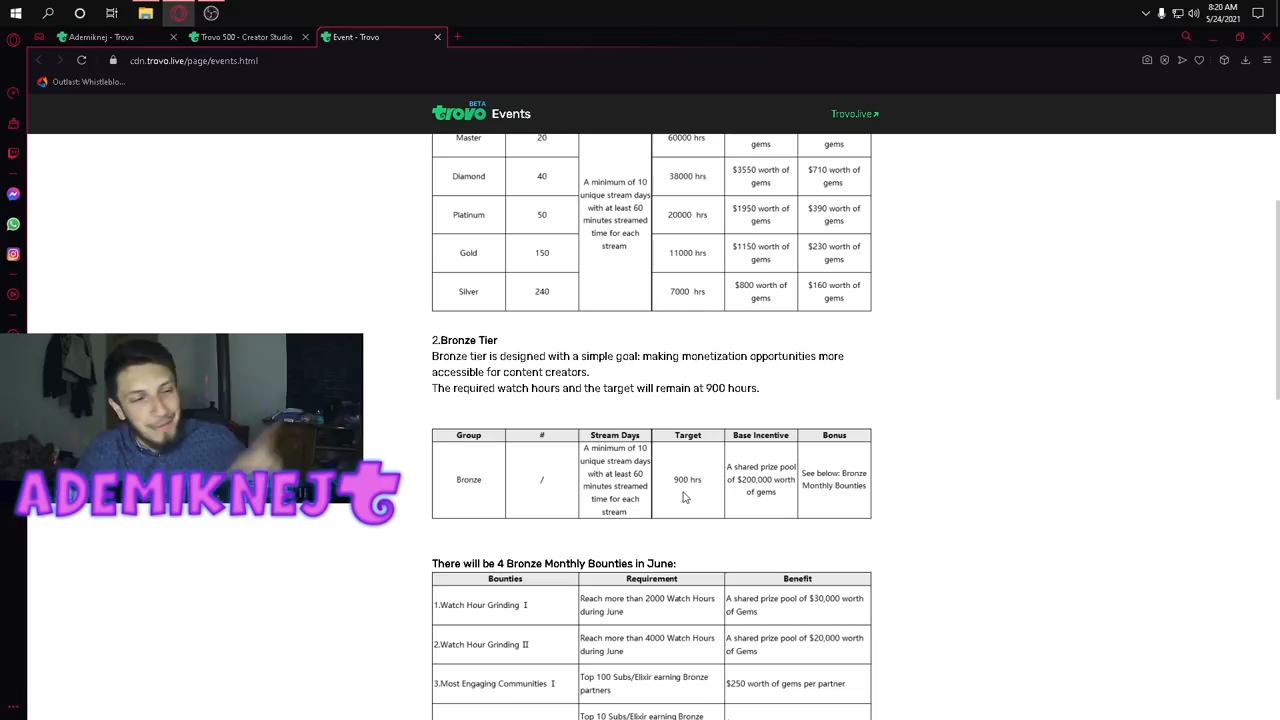 8:20 AM
5/24/2021
Ademiknej - Trovo
Trovo 500 - Creator Studio
Event - Trovo
cdn.trovo.live/page/events.html
Outlast: Whistleblo...
trovo BETA Events
Trovo.live
Master 20 60000 hrs gems gems
Diamond 40 38000 hrs $3550 worth of gems $710 worth of gems
Platinum 50 20000 hrs $1950 worth of gems $390 worth of gems
Gold 150 11000 hrs $1150 worth of gems $230 worth of gems
Silver 240 7000 hrs $800 worth of gems $160 worth of gems
A minimum of 10
unique stream days
with at least 60
minutes streamed
time for each
stream
2.Bronze Tier
Bronze tier is designed with a simple goal: making monetization opportunities more
accessible for content creators.
The required watch hours and the target will remain at 900 hours.
Group # Stream Days Target Base Incentive Bonus
Bronze / A minimum of 10 unique stream days with at least 60 minutes streamed time for each stream 900 hrs A shared prize pool of $200,000 worth of gems See below: Bronze Monthly Bounties
ADEMIKNEJ
There will be 4 Bronze Monthly Bounties in June:
Bounties Requirement Benefit
1.Watch Hour Grinding Ⅰ Reach more than 2000 Watch Hours during June A shared prize pool of $30,000 worth of Gems
2.Watch Hour Grinding Ⅱ Reach more than 4000 Watch Hours during June A shared prize pool of $20,000 worth of Gems
3.Most Engaging Communities Ⅰ Top 100 Subs/Elixir earning Bronze partners $250 worth of gems per partner
Top 10 Subs/Elixir earning Bronze